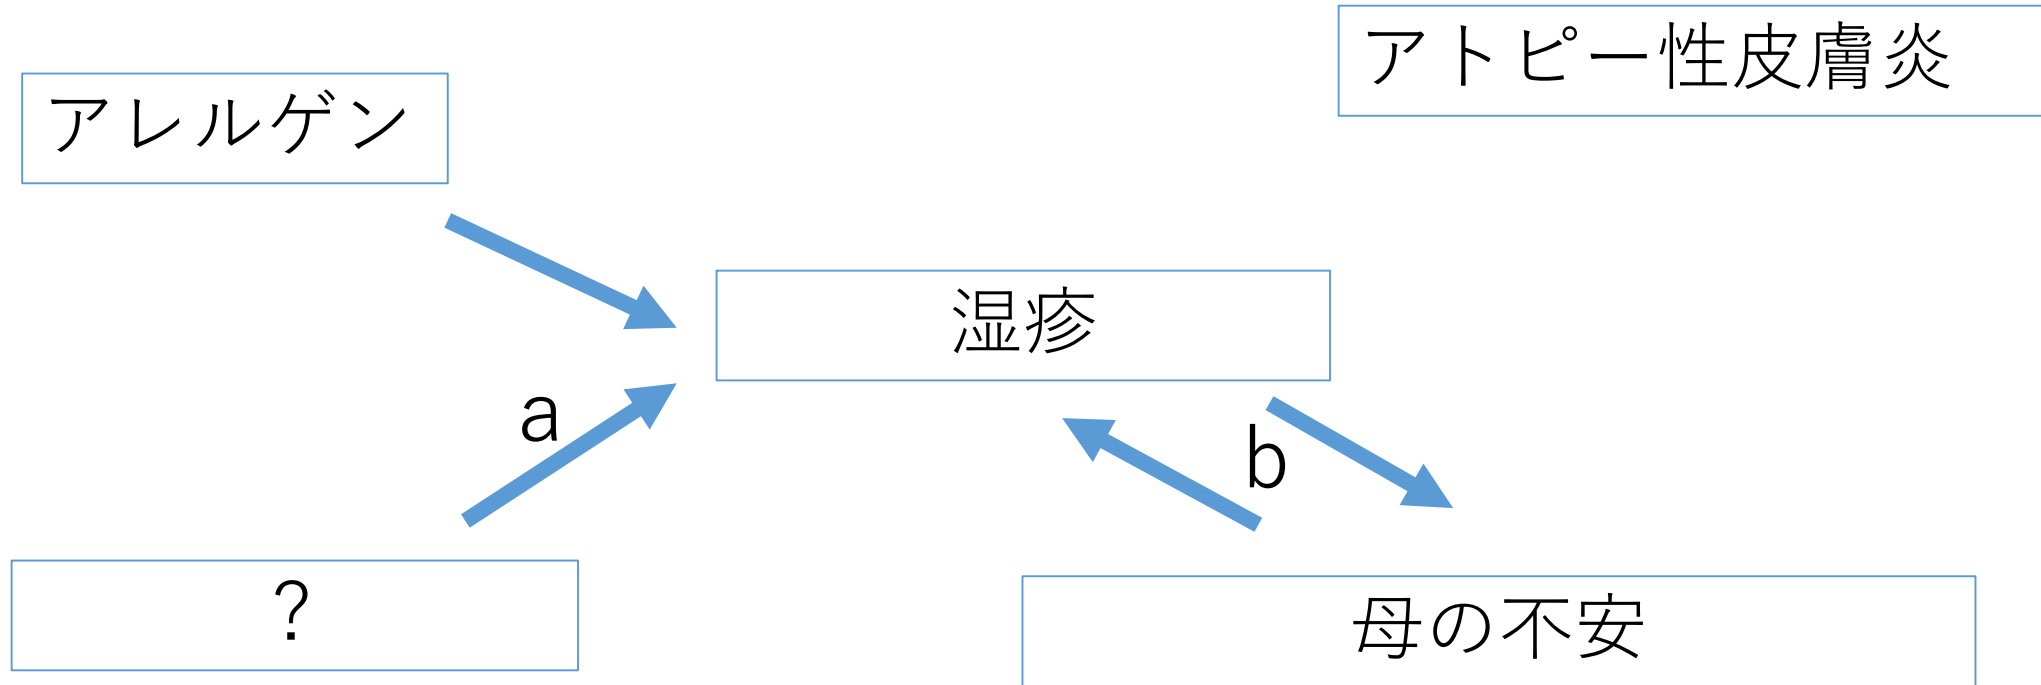 アトピー性皮膚炎
アレルゲン
湿疹
a
b
?
母の不安